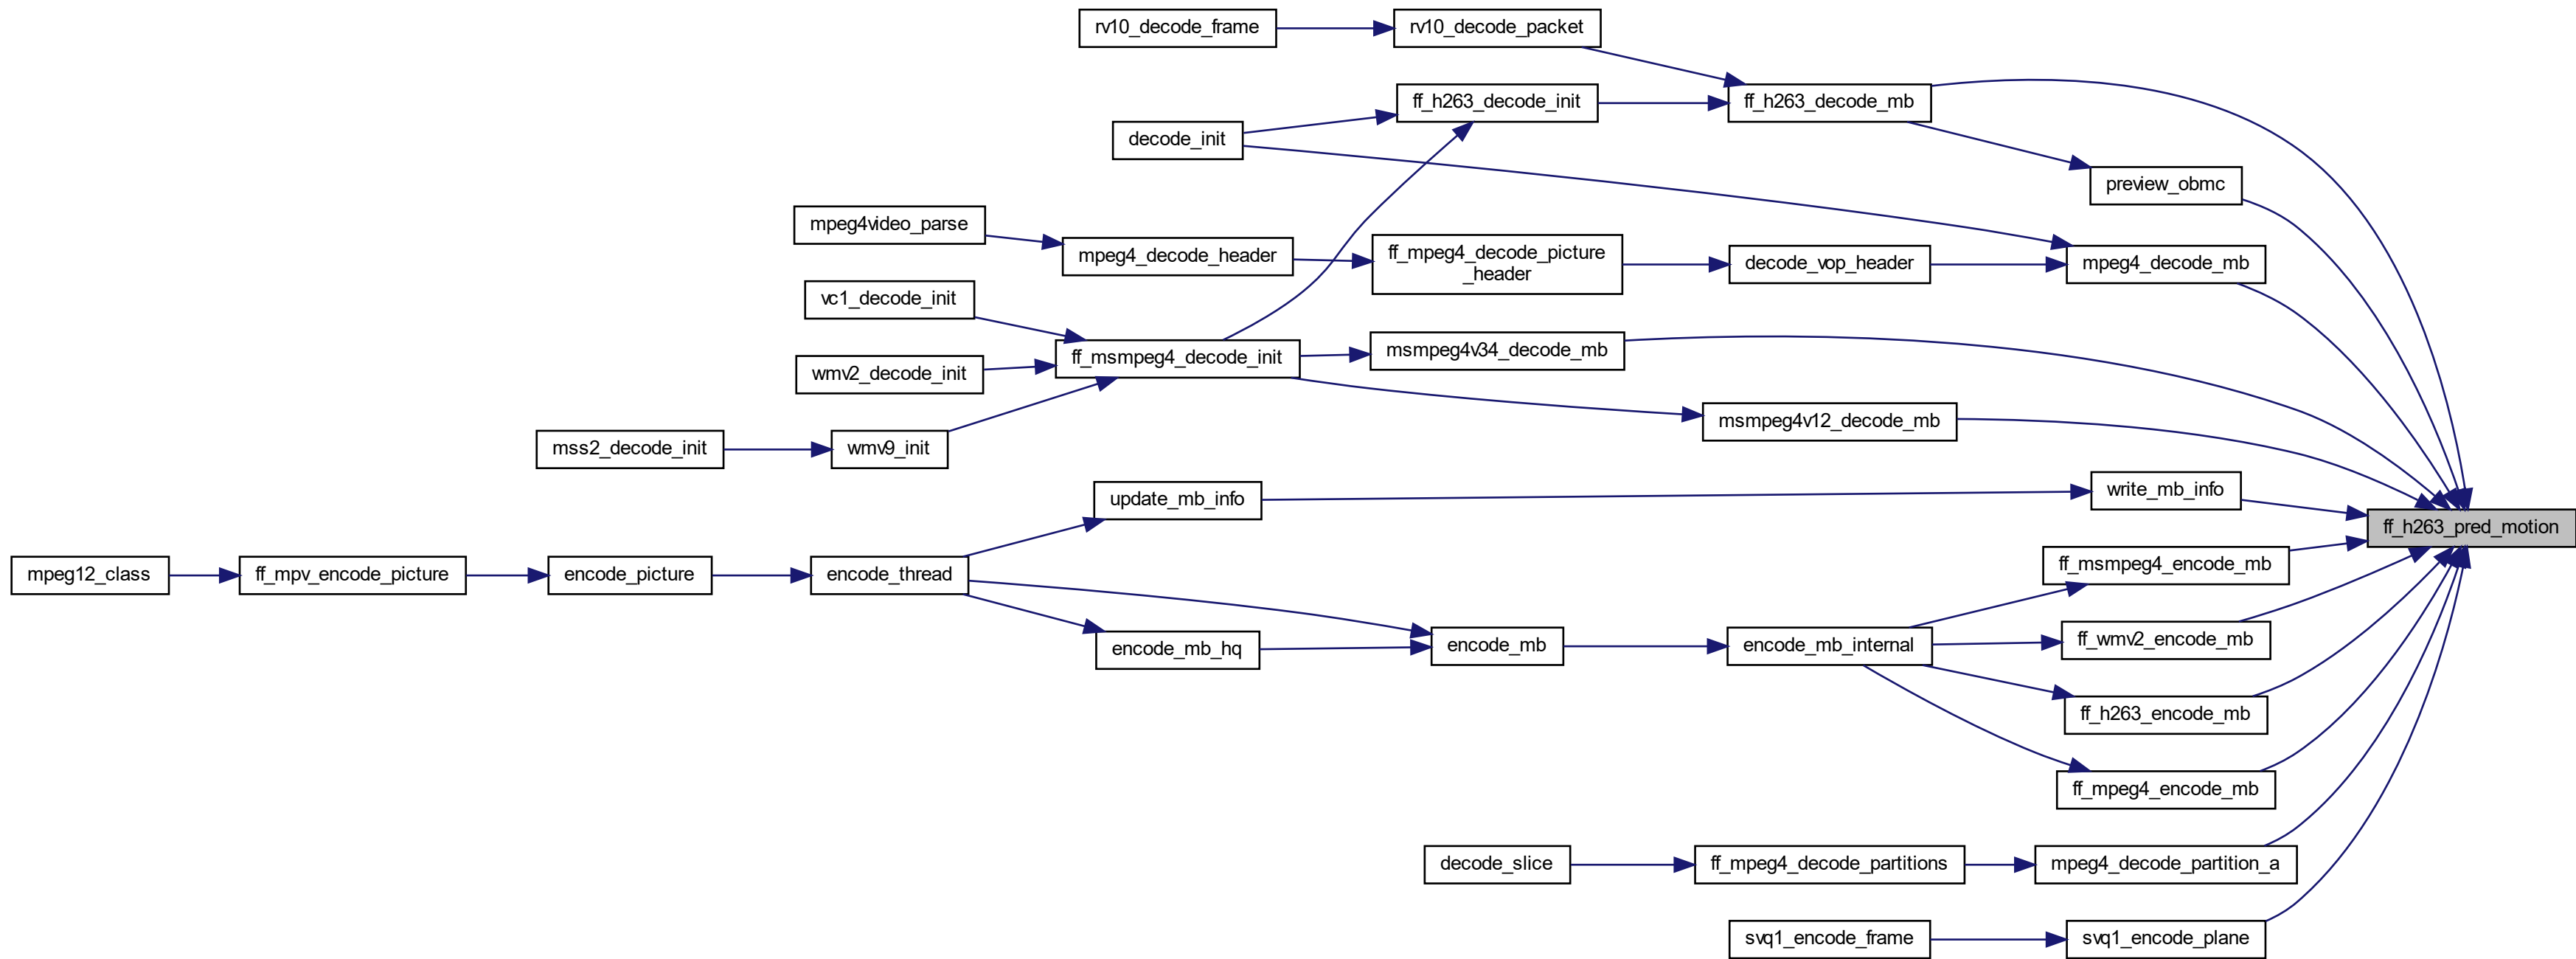 rv10_decode_frame
rv10_decode_packet
ff_h263_decode_init
ff_h263_decode_mb
decode_init
preview_obmc
mpeg4video_parse
mpeg4_decode_header
ff_mpeg4_decode_picture
_header
decode_vop_header
mpeg4_decode_mb
vc1_decode_init
ff_msmpeg4_decode_init
msmpeg4v34_decode_mb
wmv2_decode_init
msmpeg4v12_decode_mb
mss2_decode_init
wmv9_init
update_mb_info
write_mb_info
ff_h263_pred_motion
mpeg12_class
ff_mpv_encode_picture
encode_picture
encode_thread
ff_msmpeg4_encode_mb
encode_mb_hq
encode_mb
encode_mb_internal
ff_wmv2_encode_mb
ff_h263_encode_mb
ff_mpeg4_encode_mb
decode_slice
ff_mpeg4_decode_partitions
mpeg4_decode_partition_a
svq1_encode_frame
svq1_encode_plane